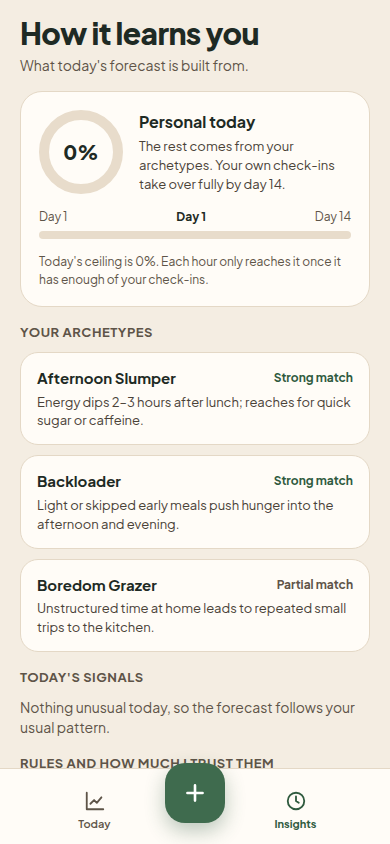 How it learns you
What today's forecast is built from.
0%
Personal today
The rest comes from your
archetypes. Your own check-ins
take over fully by day 14.
Day 1
Day 1
Day 14
Today's ceiling is 0%. Each hour only reaches it once it
has enough of your check-ins.
YOUR ARCHETYPES
Afternoon Slumper
Strong match
Energy dips 2–3 hours after lunch; reaches for quick
sugar or caffeine.
Backloader
Strong match
Light or skipped early meals push hunger into the
afternoon and evening.
Boredom Grazer
Partial match
Unstructured time at home leads to repeated small
trips to the kitchen.
TODAY'S SIGNALS
Nothing unusual today, so the forecast follows your
usual pattern.
RULES AND HOW MUCH I TRUST THEM
Today
Insights